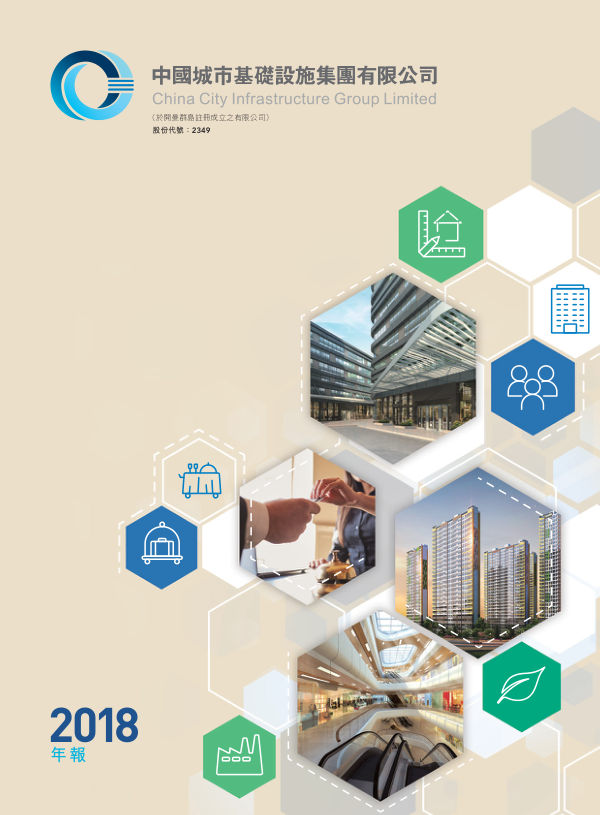 中國城市基礎設施集團有限公司
China City Infrastructure Group Limited
（於開曼群島註冊成立之有限公司）
股份代號：2349
2018
年報